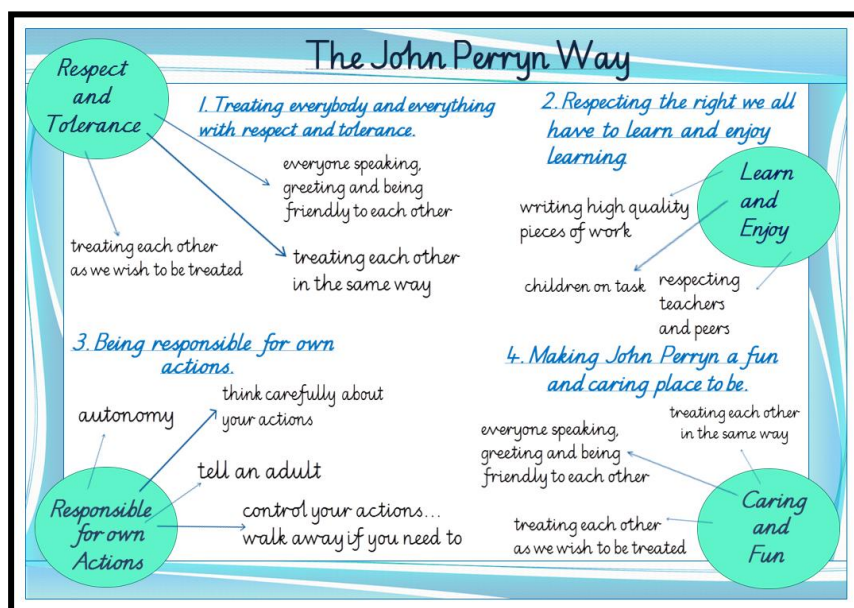 The John Perryn Way
Respect
and
Tolerance
1. Treating everybody and everything
with respect and tolerance.
everyone speaking,
greeting and being
friendly to each other
treating each other
as we wish to be treated
treating each other
in the same way
2. Respecting the right we all
have to learn and enjoy
learning
Learn
and
Enjoy
writing high quality
pieces of work
children on task
respecting
teachers
and peers
3. Being responsible for own
actions.
think carefully about
your actions
autonomy
tell an adult
Responsible
for own
Actions
control your actions...
walk away if you need to
4. Making John Perryn a fun
and caring place to be.
treating each other
in the same way
everyone speaking,
greeting and being
friendly to each other
Caring
and
Fun
treating each other
as we wish to be treated